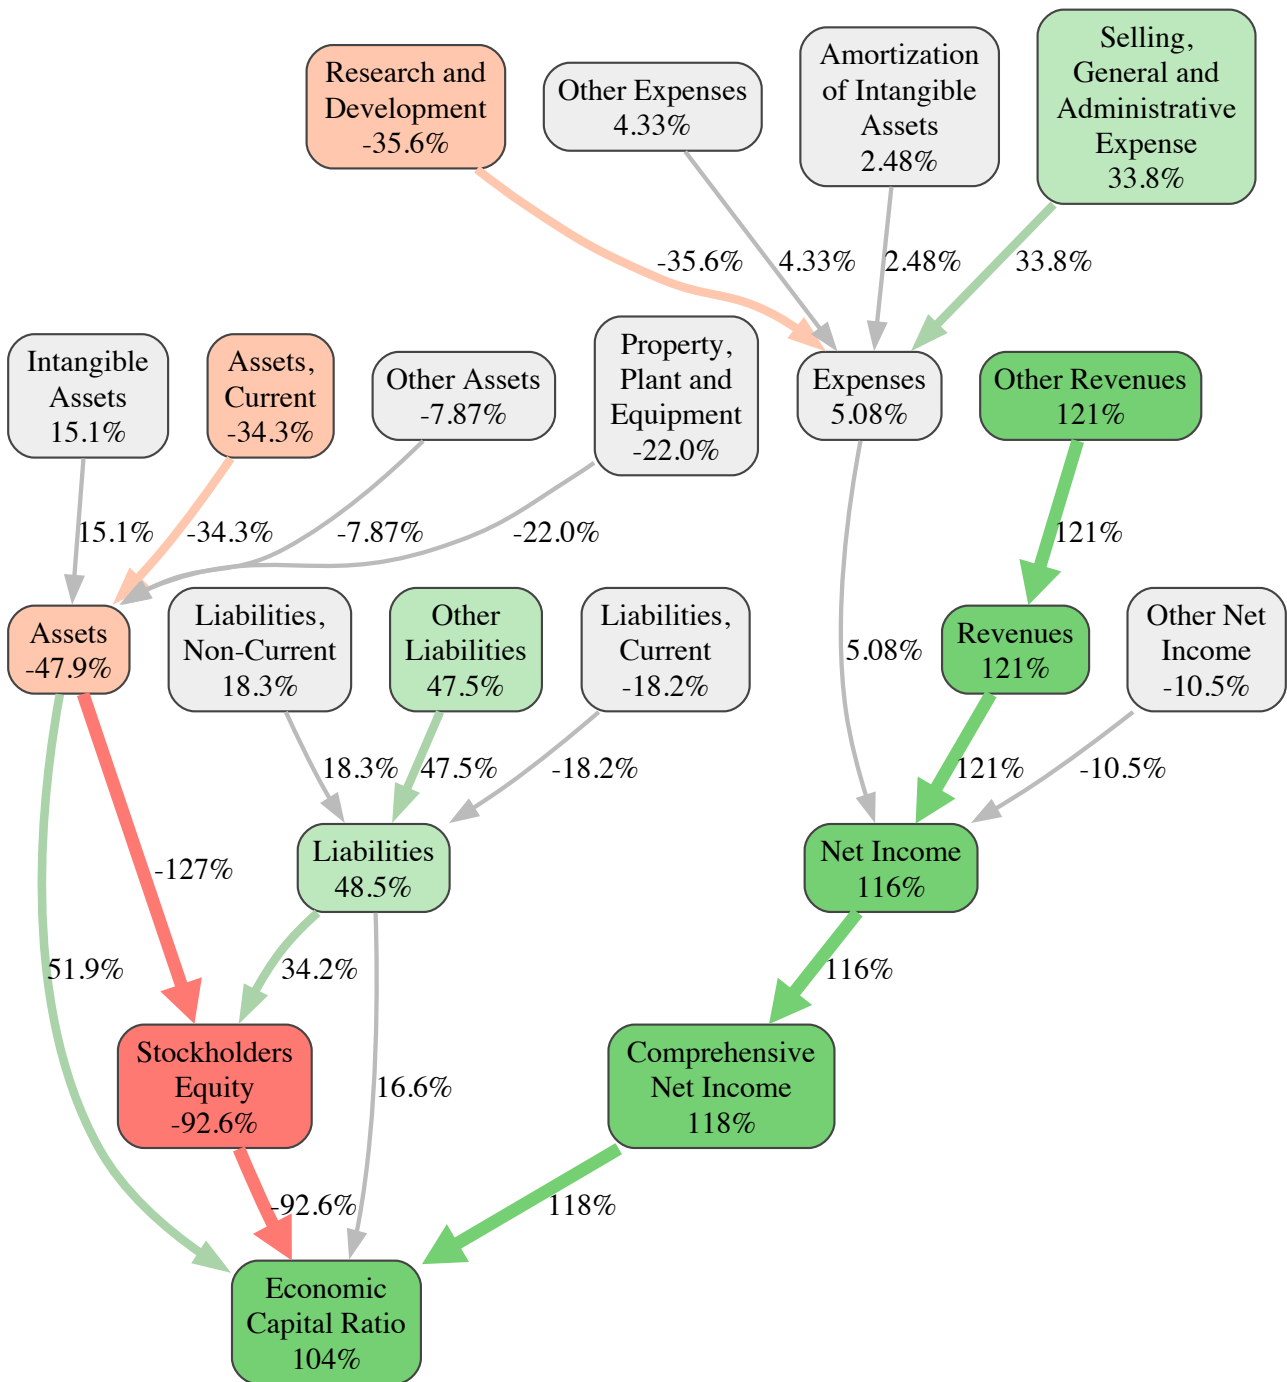 Research and
Development
-35.6%
Other Expenses
4.33%
Amortization
of Intangible
Assets
2.48%
Selling,
General and
Administrative
Expense
33.8%
-35.6%
4.33%
2.48%
33.8%
Intangible
Assets
15.1%
Assets,
Current
-34.3%
Other Assets
-7.87%
Property,
Plant and
Equipment
-22.0%
Expenses
5.08%
Other Revenues
121%
15.1%
-34.3%
-7.87%
-22.0%
121%
Assets
-47.9%
Liabilities,
Non-Current
18.3%
Other
Liabilities
47.5%
Liabilities,
Current
-18.2%
5.08%
Revenues
121%
Other Net
Income
-10.5%
18.3%
47.5%
-18.2%
121%
-10.5%
-127%
Liabilities
48.5%
Net Income
116%
51.9%
34.2%
116%
Stockholders
Equity
-92.6%
16.6%
Comprehensive
Net Income
118%
-92.6%
118%
Economic
Capital Ratio
104%